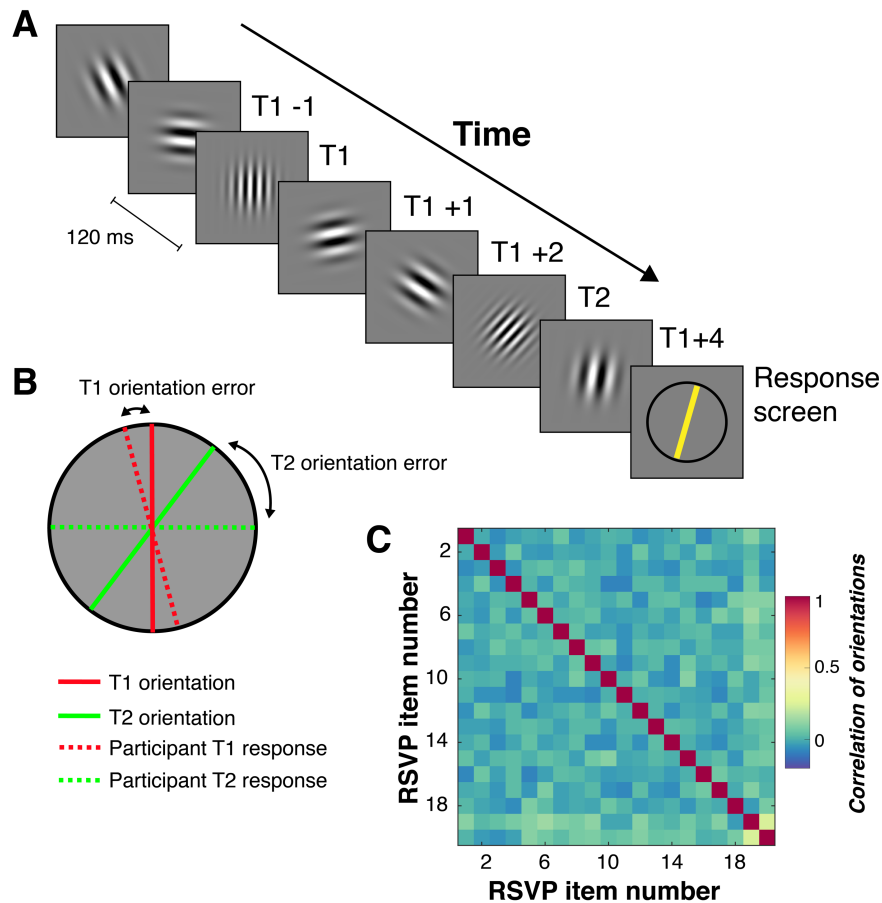 A
T1 -1
Time
T1
T1 +1
120 ms
T1 +2
T2
T1+4
Response
screen
B
T1 orientation error
T2 orientation error
T1 orientation
T2 orientation
Participant T1 response
Participant T2 response
C
RSVP item number
2
6
10
14
18
2
6
10
14
18
RSVP item number
1
0.5
0
Correlation of orientations